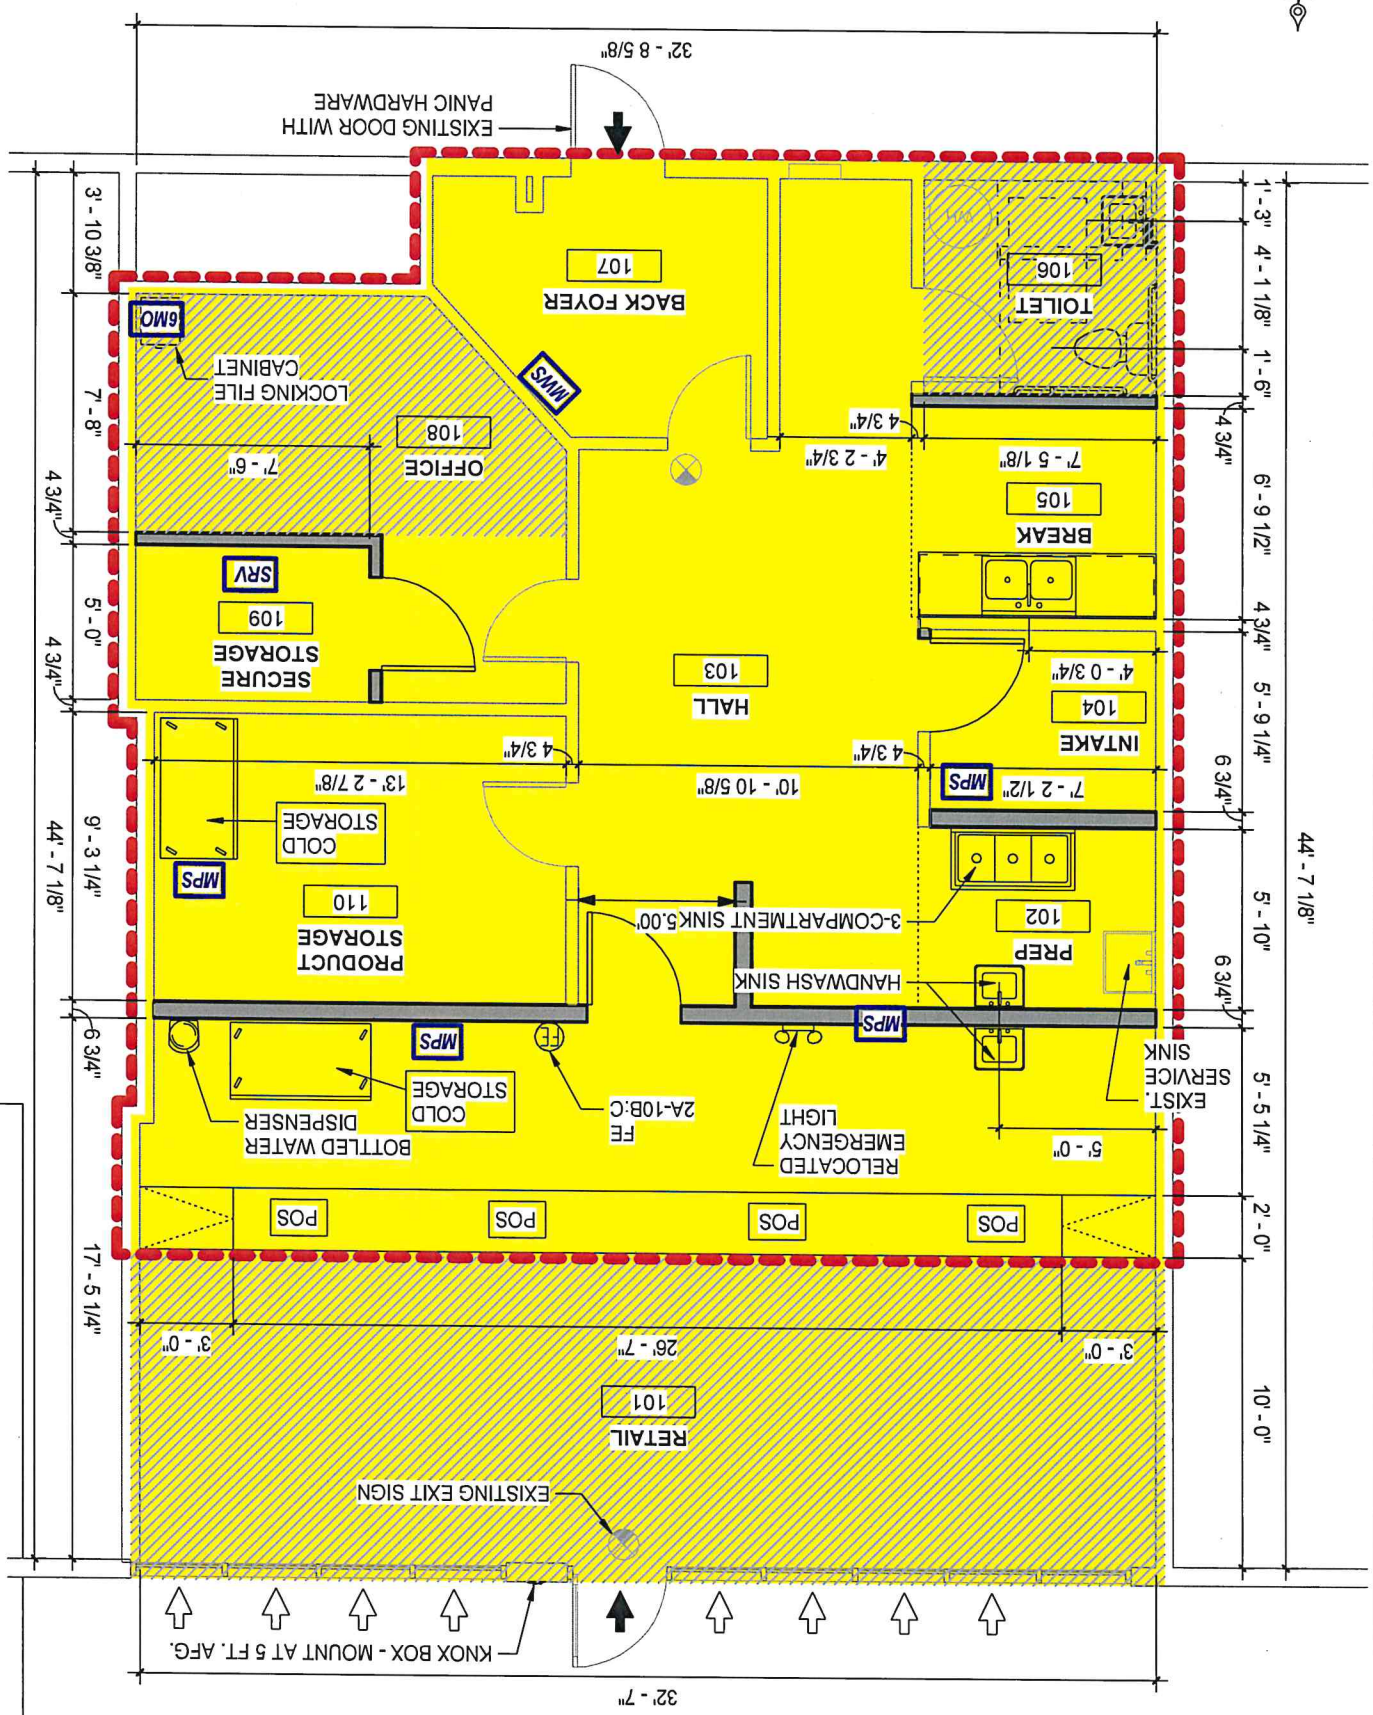 32' - 7"
KNOX BOX - MOUNT AT 5 FT. AFG.
EXISTING EXIT SIGN
RETAIL
101
10' - 0"
3' - 0"
26' - 7"
3' - 0"
17' - 5 1/4"
2' - 0"
POS
POS
POS
POS
5' - 0"
5' - 5 1/4"
EXIST.
SERVICE
SINK
RELOCATED
EMERGENCY
LIGHT
FE
2A-10B:C
FE
COLD
STORAGE
BOTTLED WATER
DISPENSER
MPS
MPS
6 3/4"
6 3/4"
HANDWASH SINK
PREP
102
5' - 10"
3-COMPARTMENT SINK
5.00'
PRODUCT
STORAGE
110
MPS
COLD
STORAGE
9' - 3 1/4"
44' - 7 1/8"
44' - 7 1/8"
6 3/4"
7' - 2 1/2"
MPS
10' - 10 5/8"
13' - 2 7/8"
4 3/4"
4 3/4"
INTAKE
104
5' - 9 1/4"
4' - 0 3/4"
HALL
103
SECURE
STORAGE
109
SRV
4 3/4"
5' - 0"
4 3/4"
4 3/4"
BREAK
105
6' - 9 1/2"
7' - 5 1/8"
4' - 2 3/4"
4 3/4"
OFFICE
108
7' - 6"
7' - 8"
4 3/4"
LOCKING FILE
CABINET
6MO
MWS
1' - 6"
TOILET
106
4' - 1 1/8"
1' - 3"
WH
BACK FOYER
107
3' - 10 3/8"
EXISTING DOOR WITH
PANIC HARDWARE
32' - 8 5/8"